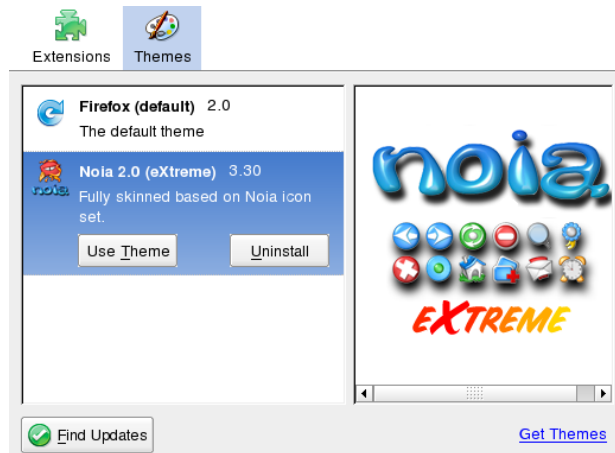 Extensions
Themes
Firefox (default) 2.0
The default theme
noia
Noia 2.0 (eXtreme) 3.30
Fully skinned based on Noia icon
set.
Use Theme
Uninstall
noia
eXTREME
Find Updates
Get Themes